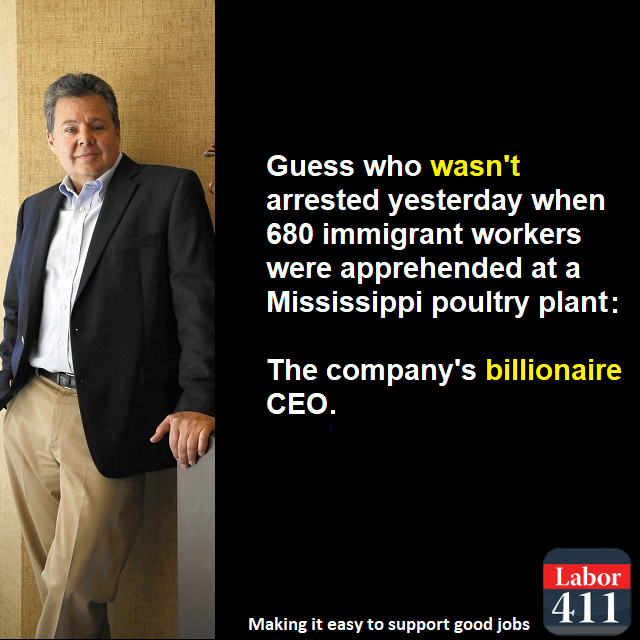 Guess who wasn't
arrested yesterday when
680 immigrant workers
were apprehended at a
Mississippi poultry plant:
The company's billionaire
CEO.
Making it easy to support good jobs
Labor
411